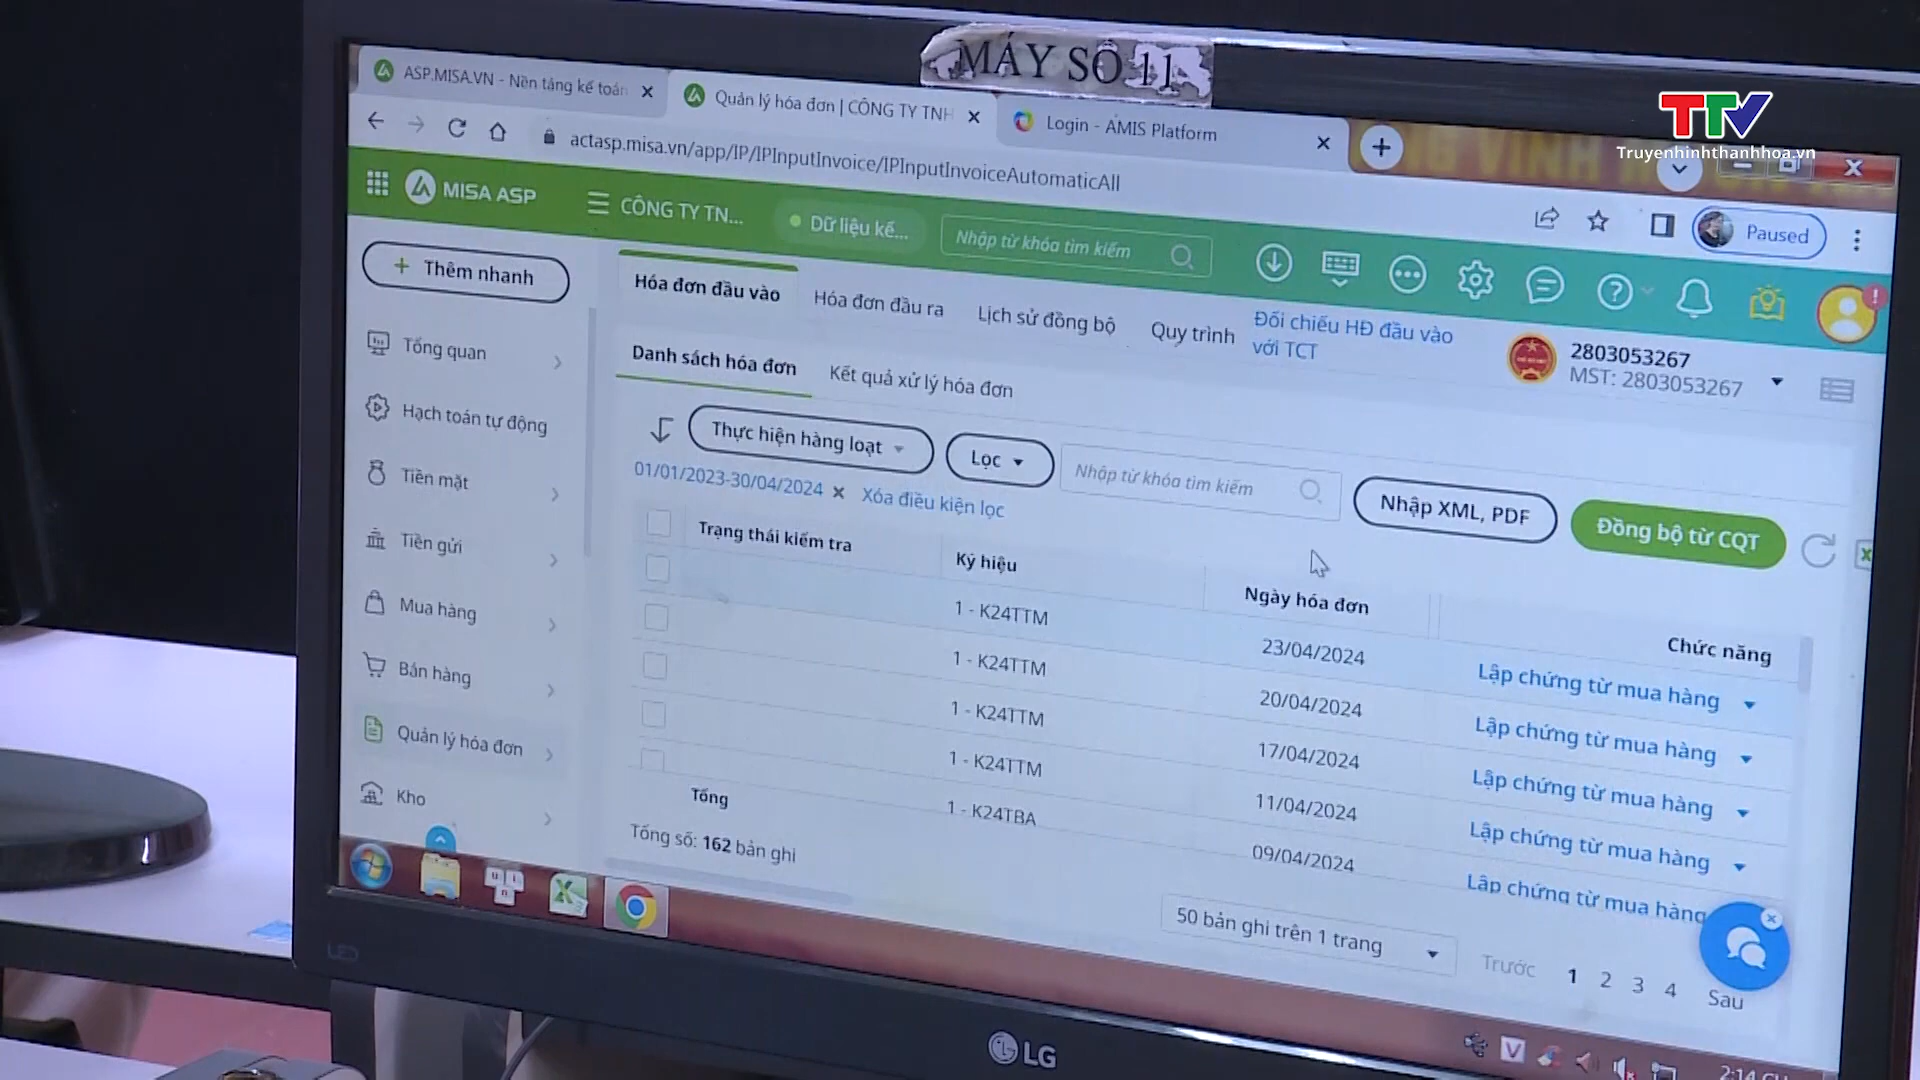 MÁY SỐ 11
TTV
Truyenhinhthanhhoa.vn
ASP.MISA.VN - Nền tảng kế toán
Quản lý hóa đơn | CÔNG TY TNH
Login - AMIS Platform
actasp.misa.vn/app/IP/IPInputInvoice/IPInputInvoiceAutomaticAll
Paused
MISA ASP
CÔNG TY TN...
Dữ liệu kế...
Nhập từ khóa tìm kiếm
Thêm nhanh
Tổng quan
Hạch toán tự động
Tiền mặt
Tiền gửi
Mua hàng
Bán hàng
Quản lý hóa đơn
Kho
Hóa đơn đầu vào
Hóa đơn đầu ra
Lịch sử đồng bộ
Quy trình
Đối chiếu HĐ đầu vào
với TCT
2803053267
MST: 2803053267
Danh sách hóa đơn
Kết quả xử lý hóa đơn
Thực hiện hàng loạt
Lọc
Nhập từ khóa tìm kiếm
Nhập XML, PDF
Đồng bộ từ CQT
01/01/2023-30/04/2024
Xóa điều kiện lọc
Trạng thái kiểm tra Ký hiệu Ngày hóa đơn Chức năng
1 - K24TTM 23/04/2024 Lập chứng từ mua hàng
1 - K24TTM 20/04/2024 Lập chứng từ mua hàng
1 - K24TTM 17/04/2024 Lập chứng từ mua hàng
1 - K24TTM 11/04/2024 Lập chứng từ mua hàng
1 - K24TBA 09/04/2024 Lập chứng từ mua hàng
Tổng
Tổng số: 162 bản ghi
50 bản ghi trên 1 trang
Trước 1 2 3 4 Sau
LED
LG
V
2:14